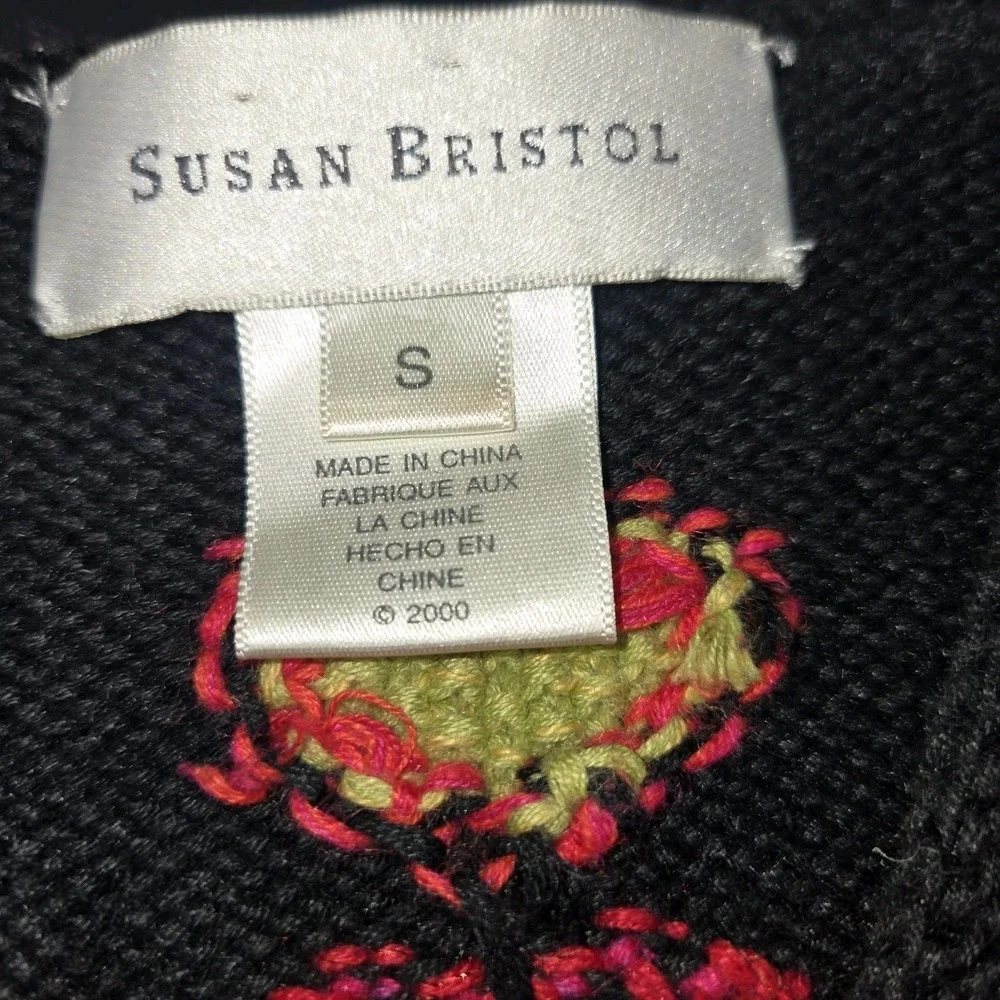 SUSAN BRISTOL
S
MADE IN CHINA
FABRIQUE AUX
LA CHINE
HECHO EN
CHINE
© 2000